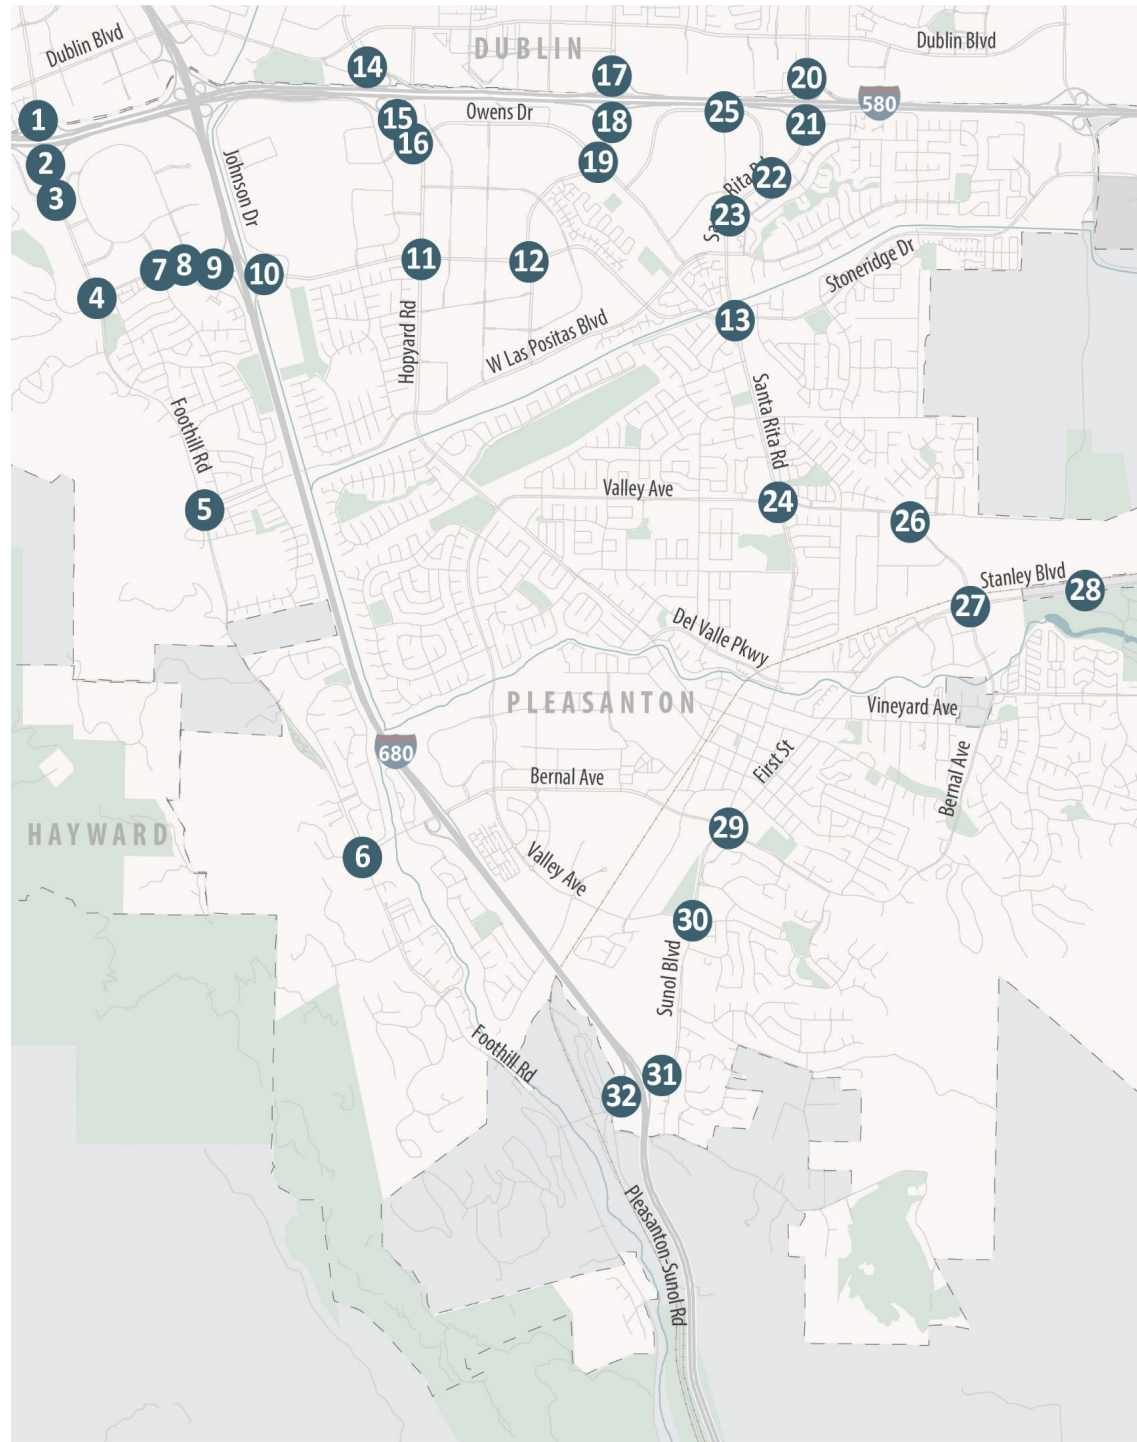 Dublin Blvd
DUBLIN
Dublin Blvd
14
17
20
580
1
15
Owens Dr
18
25
21
16
2
19
Johnson Dr
3
Santa Rita Rd
22
23
7
8
9
10
11
12
Stoneridge Dr
4
13
W Las Positas Blvd
Hopyard Rd
Foothill Rd
Santa Rita Rd
5
Valley Ave
24
26
Stanley Blvd
28
27
Del Valle Pkwy
PLEASANTON
Vineyard Ave
680
First St
Bernal Ave
Bernal Ave
HAYWARD
29
6
Valley Ave
30
Sunol Blvd
Foothill Rd
31
32
Pleasanton-Sunol Rd